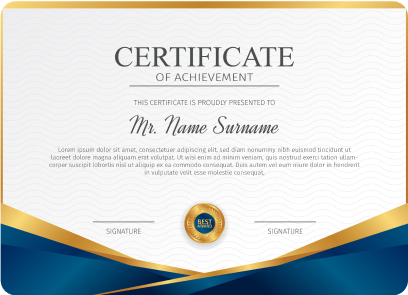 CERTIFICATE
OF ACHIEVEMENT
THIS CERTIFICATE IS PROUDLY PRESENTED TO
Mr. Name Surname
Lorem ipsum dolor sit amet, consectetuer adipiscing elit, sed diam nonummy nibh euismod tincidunt ut
laoreet dolore magna aliquam erat volutpat. Ut wisi enim ad minim veniam, quis nostrud exerci tation ullam-
corper suscipit lobortis nisl ut aliquip ex ea commodo consequat. Duis autem vel eum iriure dolor in hendrerit
in vulputate velit esse molestie consequat,
BEST
AWARD
SIGNATURE
SIGNATURE